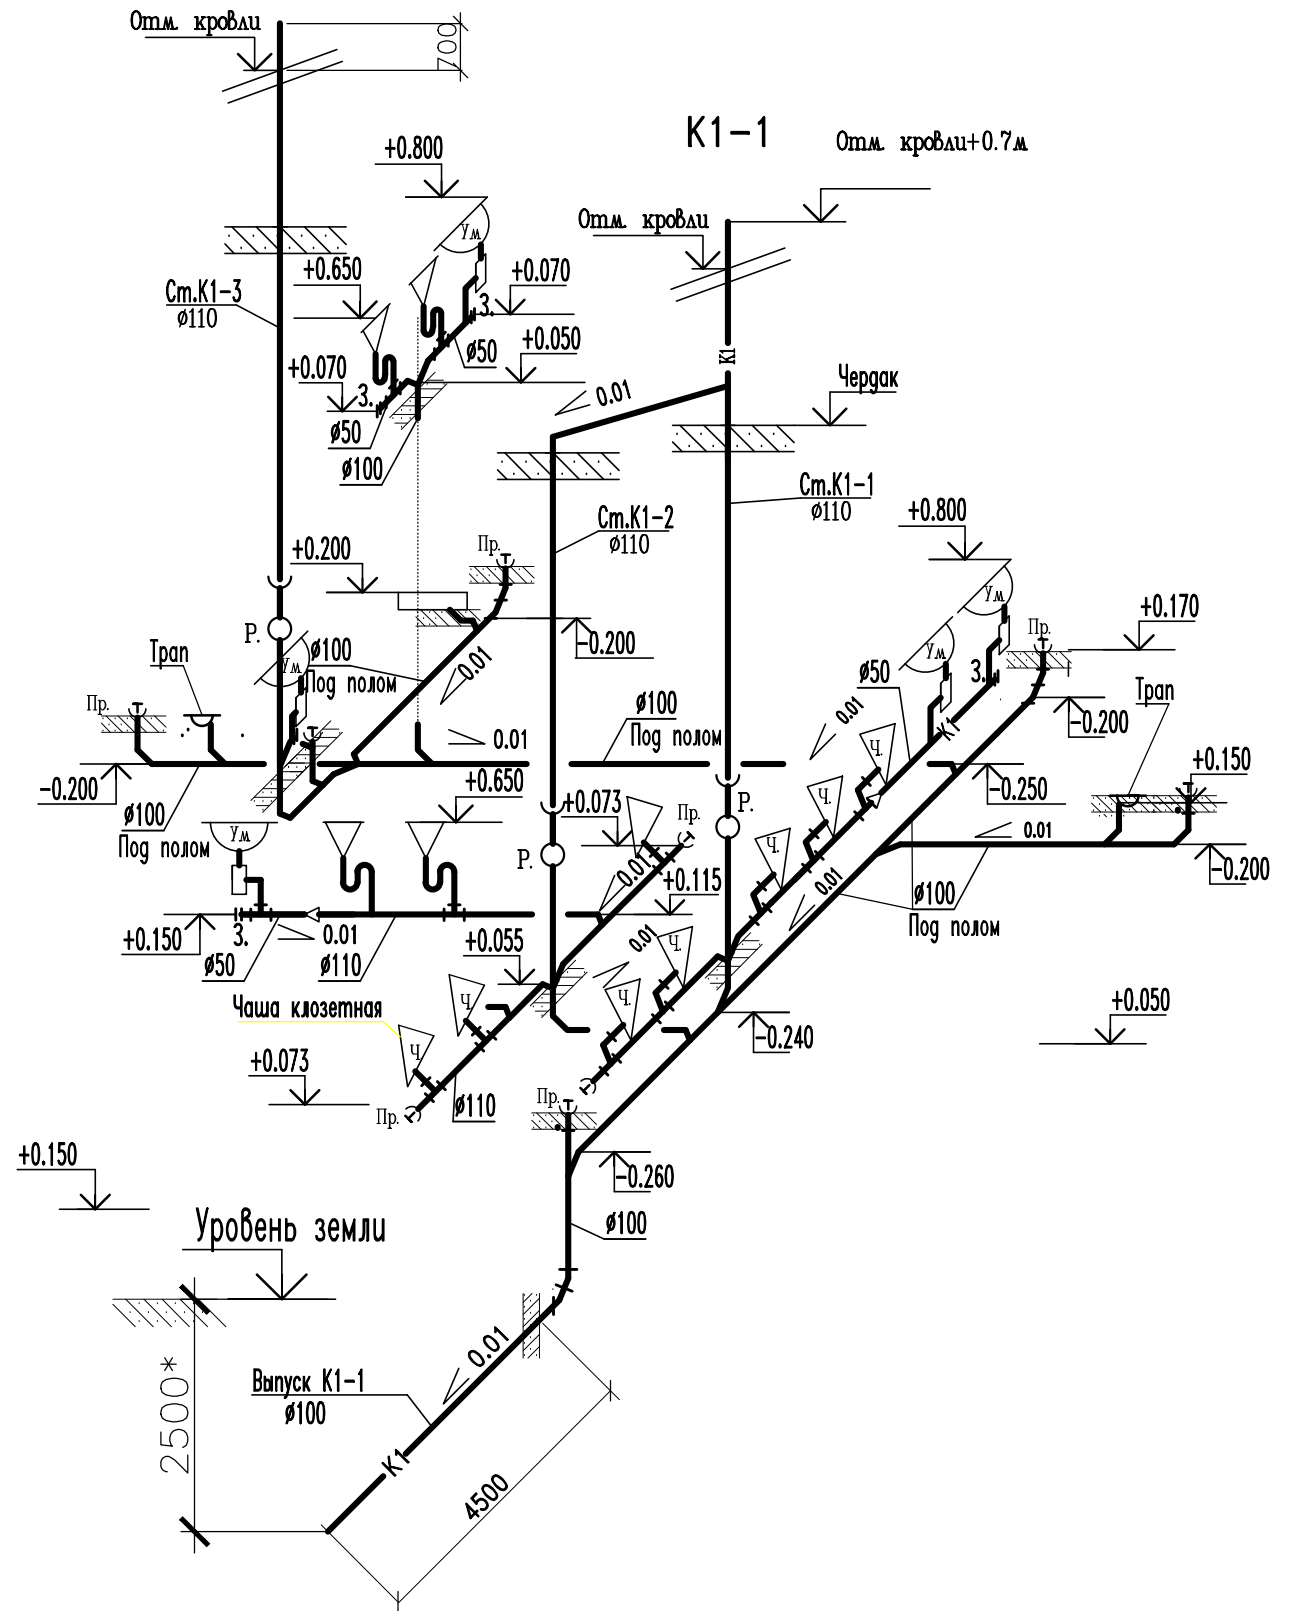 Отм. кровли
700
К1-1
Отм. кровли+0.7м
+0.800
Отм. кровли
Ум
+0.650
+0.070
Ст.К1-3
ø110
3.
+0.050
К1
ø50
+0.070
Чердак
3.
0.01
ø50
ø100
Ст.К1-1
ø110
Ст.К1-2
ø110
+0.800
Пр.
+0.200
Ум
+0.170
Р.
-0.200
Пр.
ø100
Трап
Ум
0.01
Ум
3.
ø50
Под полом
Трап
Пр.
ø100
0.01
-0.200
К1
Под полом
0.01
Ч.
+0.150
-0.200
+0.650
-0.250
ø100
+0.073
Ч.
Р.
Пр.
Под полом
Ум
Ч.
0.01
Р.
0.01
-0.200
0.01
+0.115
ø100
Под полом
3.
0.01
+0.150
+0.055
0.01
Ч.
ø50
ø110
Чаша клозетная
Ч.
Ч.
+0.050
-0.240
Ч.
+0.073
Пр.
ø110
Пр.
+0.150
-0.260
Уровень земли
ø100
0.01
2500*
Выпуск К1-1
ø100
К1
4500